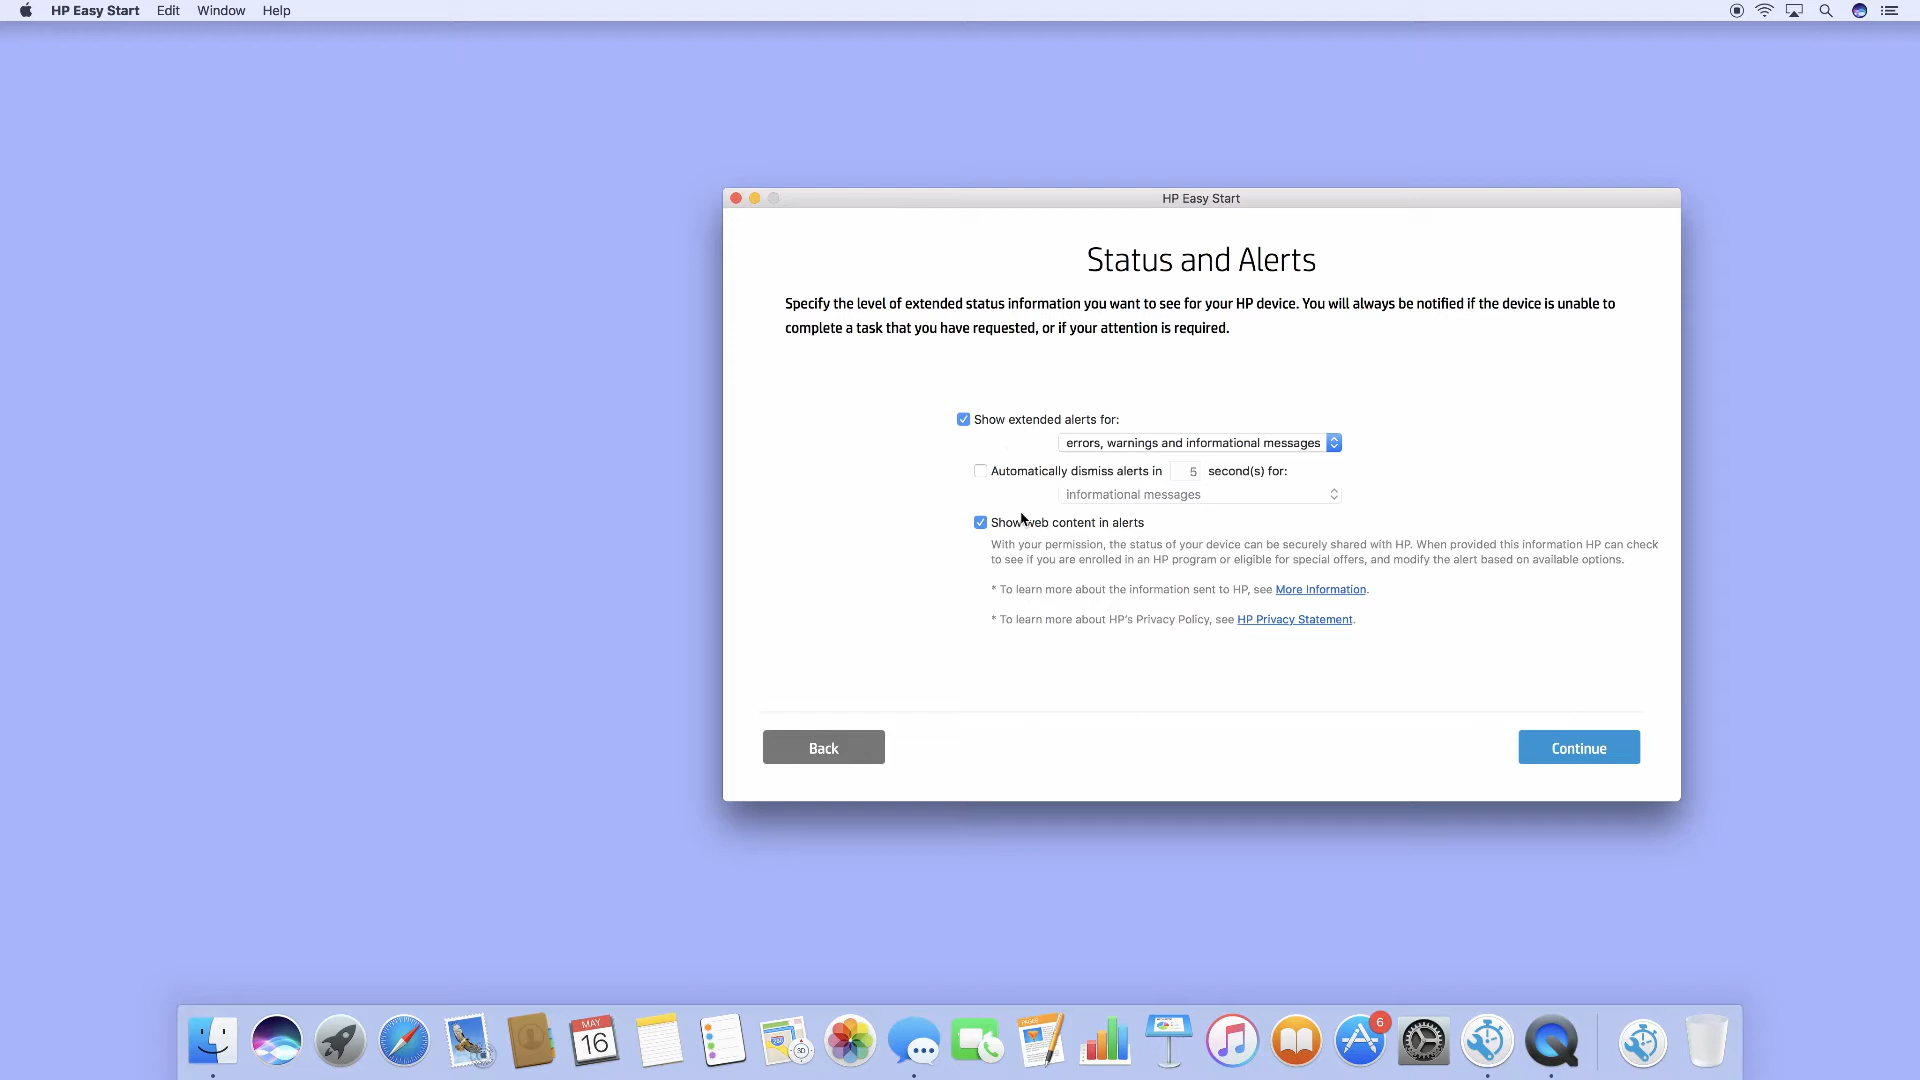 HP Easy Start Edit Window Help
HP Easy Start
Status and Alerts
Specify the level of extended status information you want to see for your HP device. You will always be notified if the device is unable to
complete a task that you have requested, or if your attention is required.
Show extended alerts for:
errors, warnings and informational messages
Automatically dismiss alerts in 5 second(s) for:
informational messages
Show web content in alerts
With your permission, the status of your device can be securely shared with HP. When provided this information HP can check
to see if you are enrolled in an HP program or eligible for special offers, and modify the alert based on available options.
* To learn more about the information sent to HP, see More Information.
* To learn more about HP's Privacy Policy, see HP Privacy Statement.
Back
Continue
MAY
16
3D
6